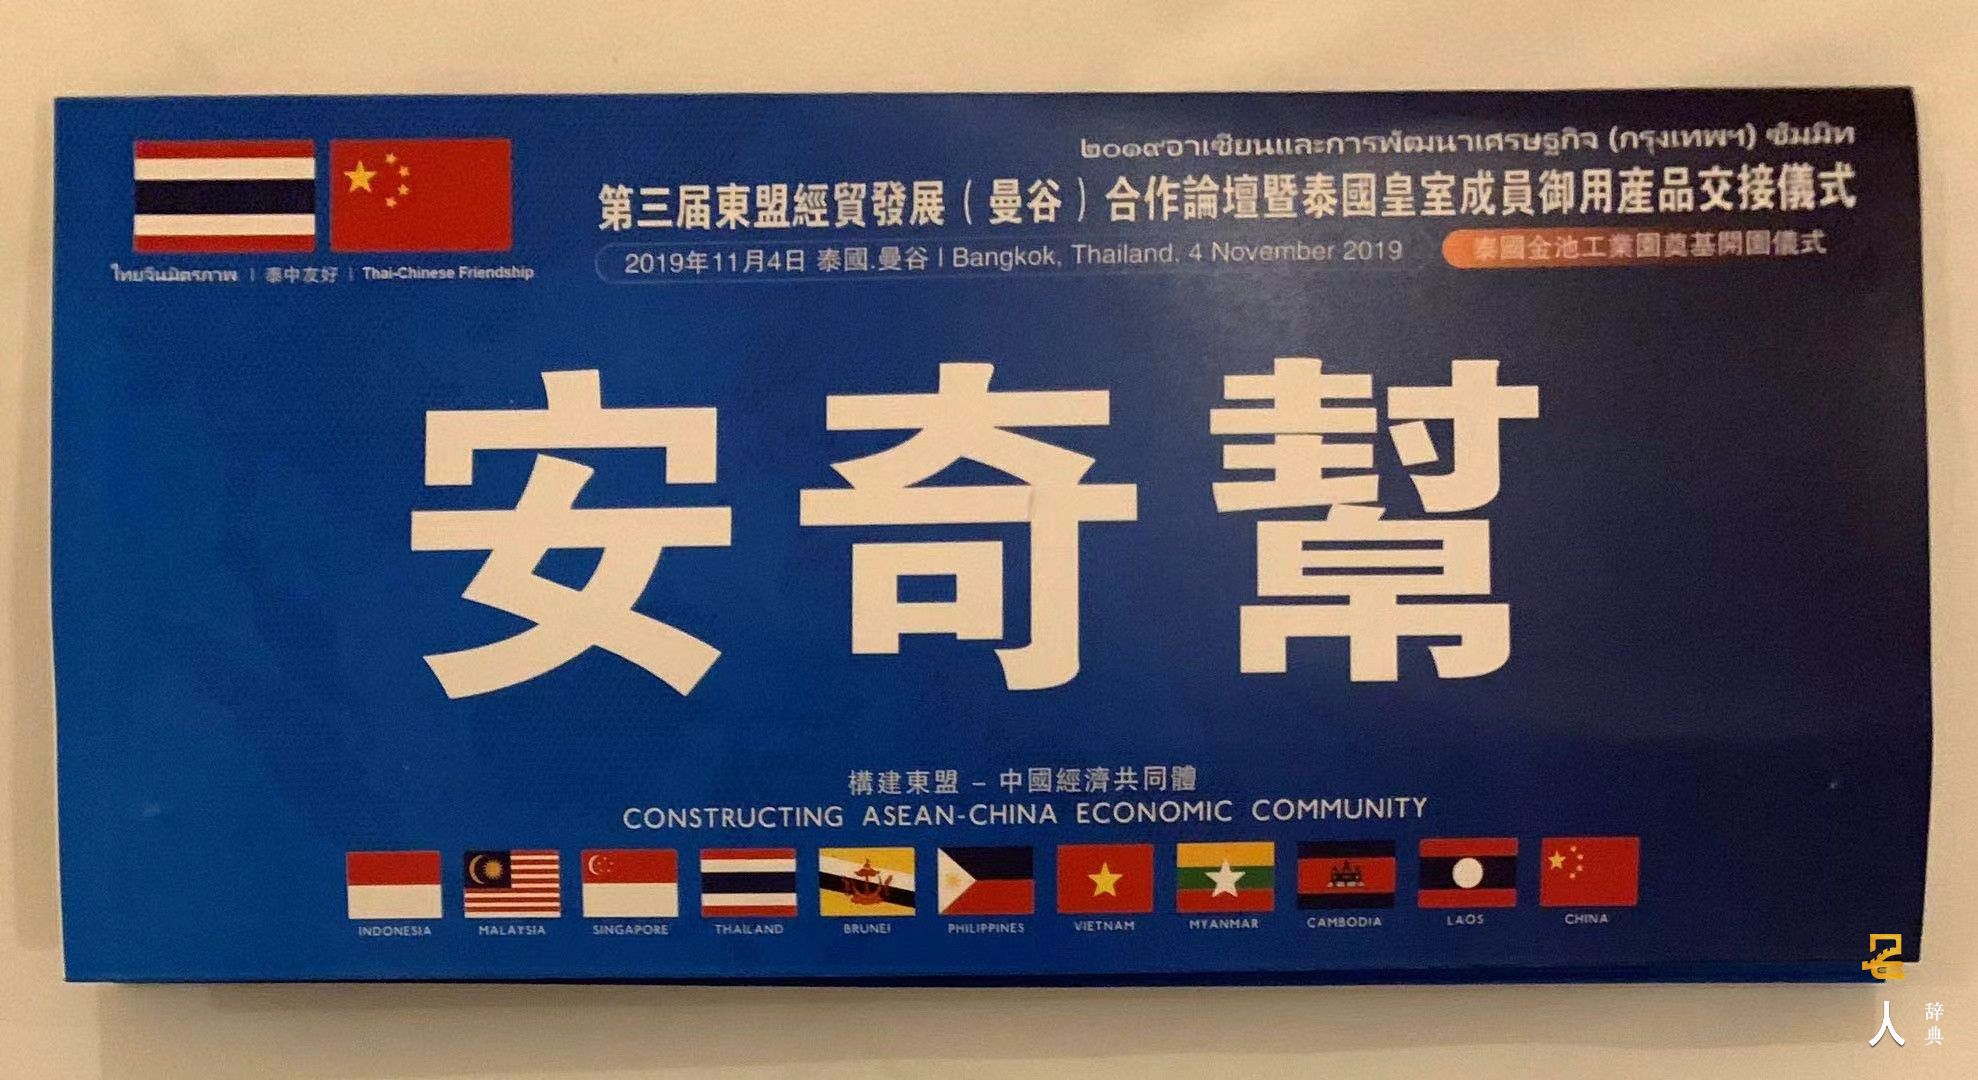 ๒๐๑๙อาเซียนและการพัฒนาเศรษฐกิจ (กรุงเทพฯ) ซัมมิท
第三届東盟經貿發展（曼谷）合作論壇暨泰國皇室成員御用産品交接儀式
2019年11月4日 泰國.曼谷 | Bangkok, Thailand, 4 November 2019
泰國金池工業園奠基開園儀式
ไทยจีนมิตรภาพ | 泰中友好 | Thai-Chinese Friendship
安奇幫
構建東盟 – 中國經濟共同體
CONSTRUCTING ASEAN-CHINA ECONOMIC COMMUNITY
INDONESIA MALAYSIA SINGAPORE THAILAND BRUNEI PHILIPPINES VIETNAM MYANMAR CAMBODIA LAOS CHINA
名人辞典